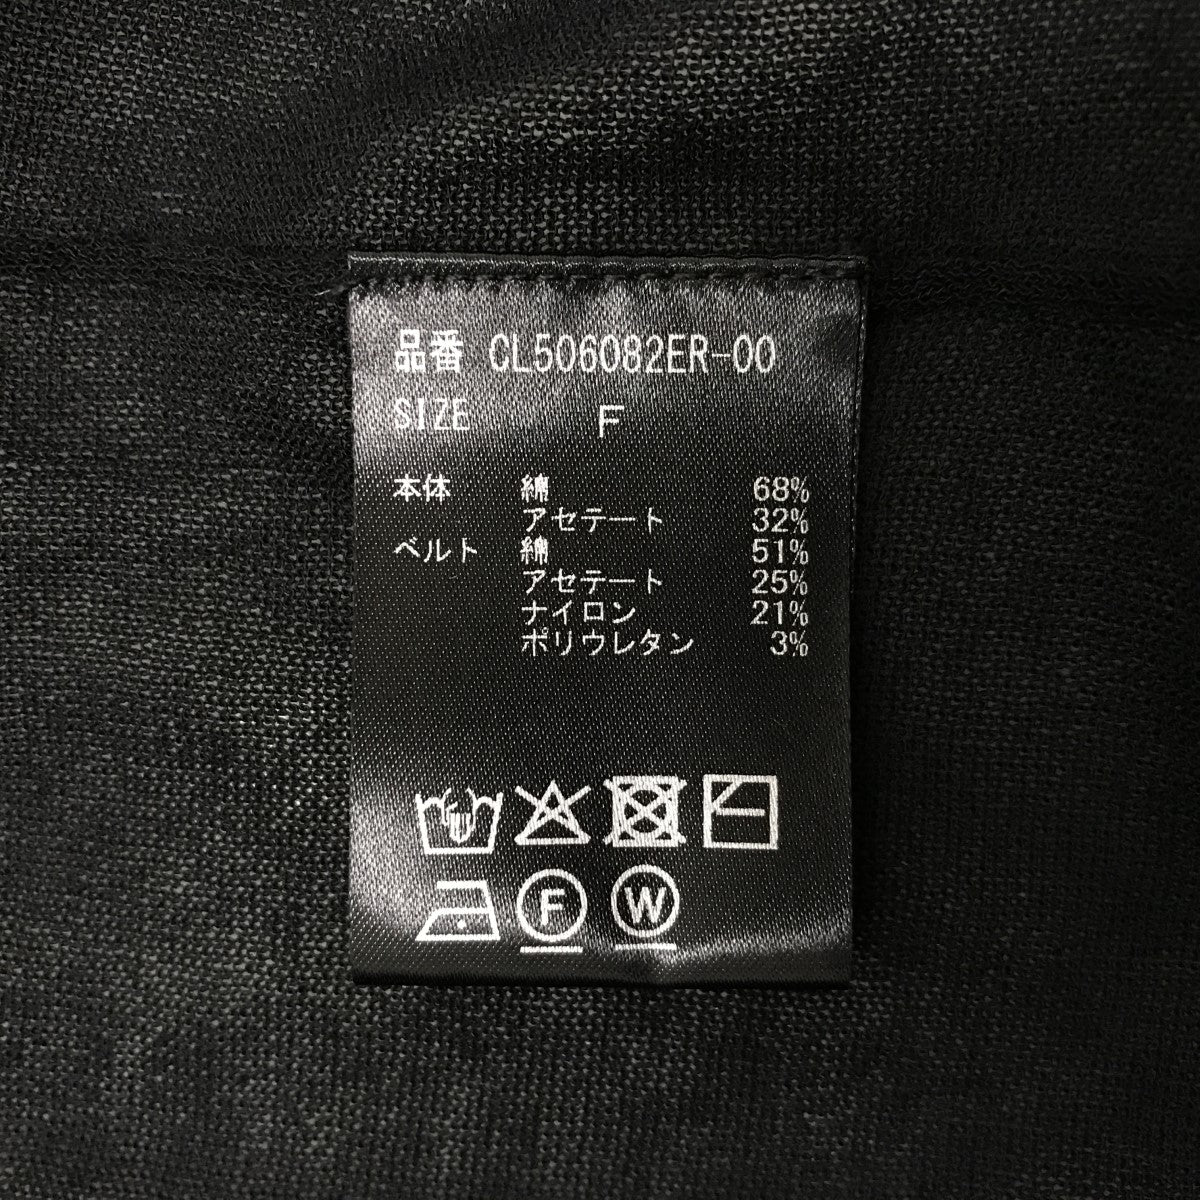 品番 CL506082ER-00
SIZE F
本体 綿 68%
アセテート 32%
ベルト 綿 51%
アセテート 25%
ナイロン 21%
ポリウレタン 3%
F W